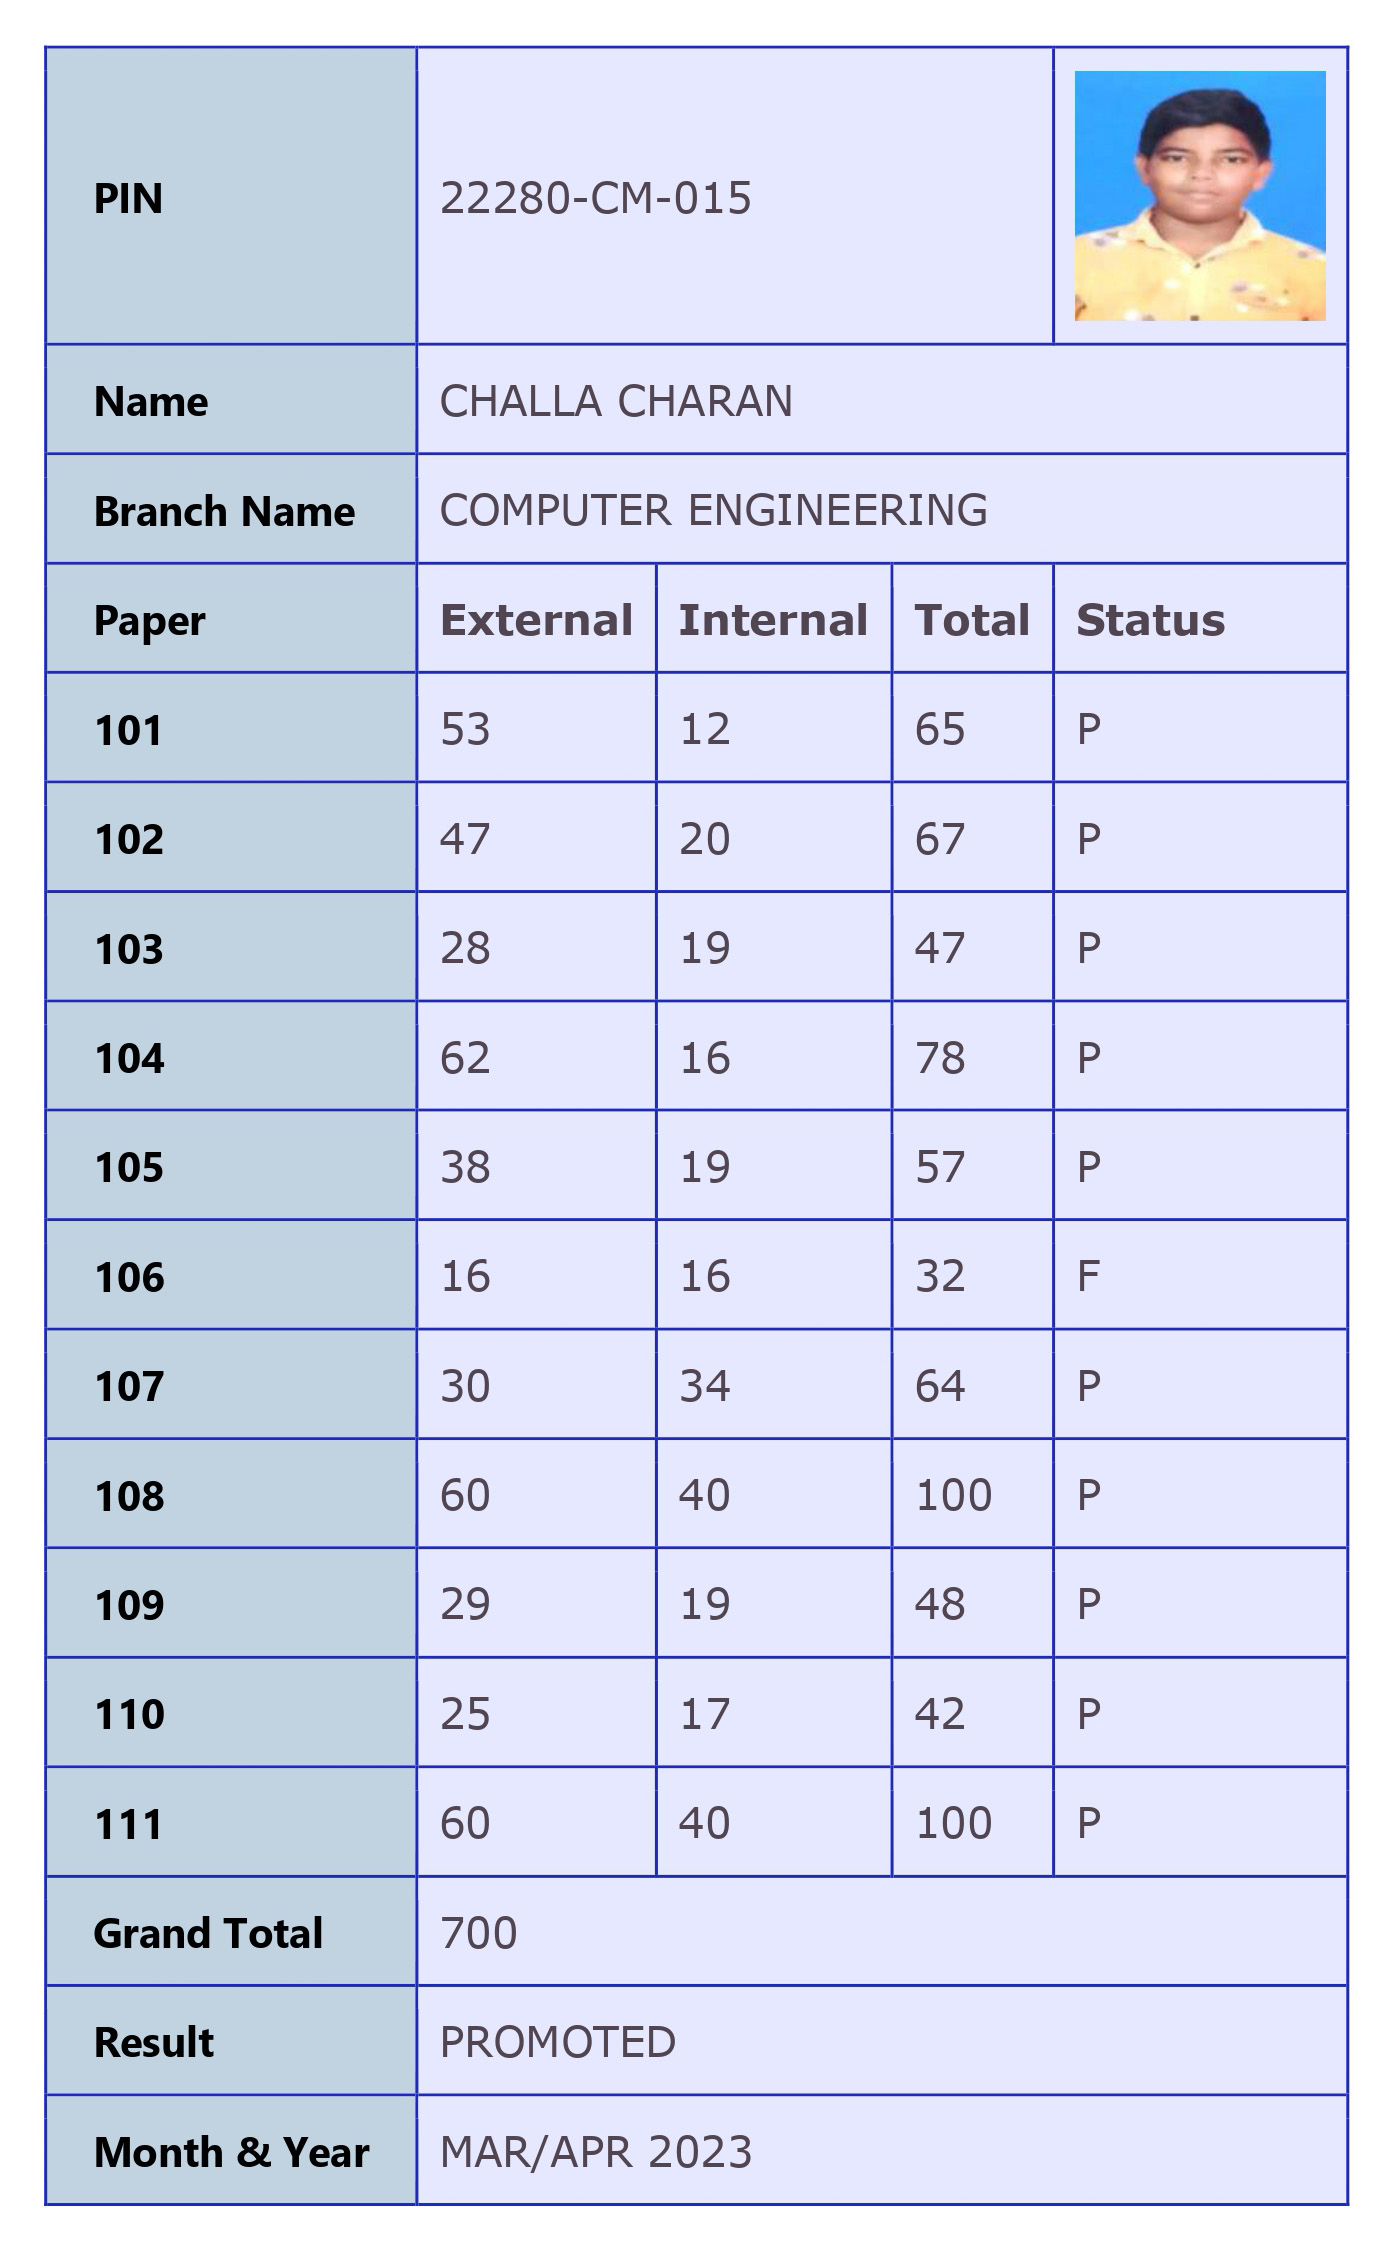 PIN 22280-CM-015
Name CHALLA CHARAN
Branch Name COMPUTER ENGINEERING
Paper External Internal Total Status
101 53 12 65 P
102 47 20 67 P
103 28 19 47 P
104 62 16 78 P
105 38 19 57 P
106 16 16 32 F
107 30 34 64 P
108 60 40 100 P
109 29 19 48 P
110 25 17 42 P
111 60 40 100 P
Grand Total 700
Result PROMOTED
Month & Year MAR/APR 2023